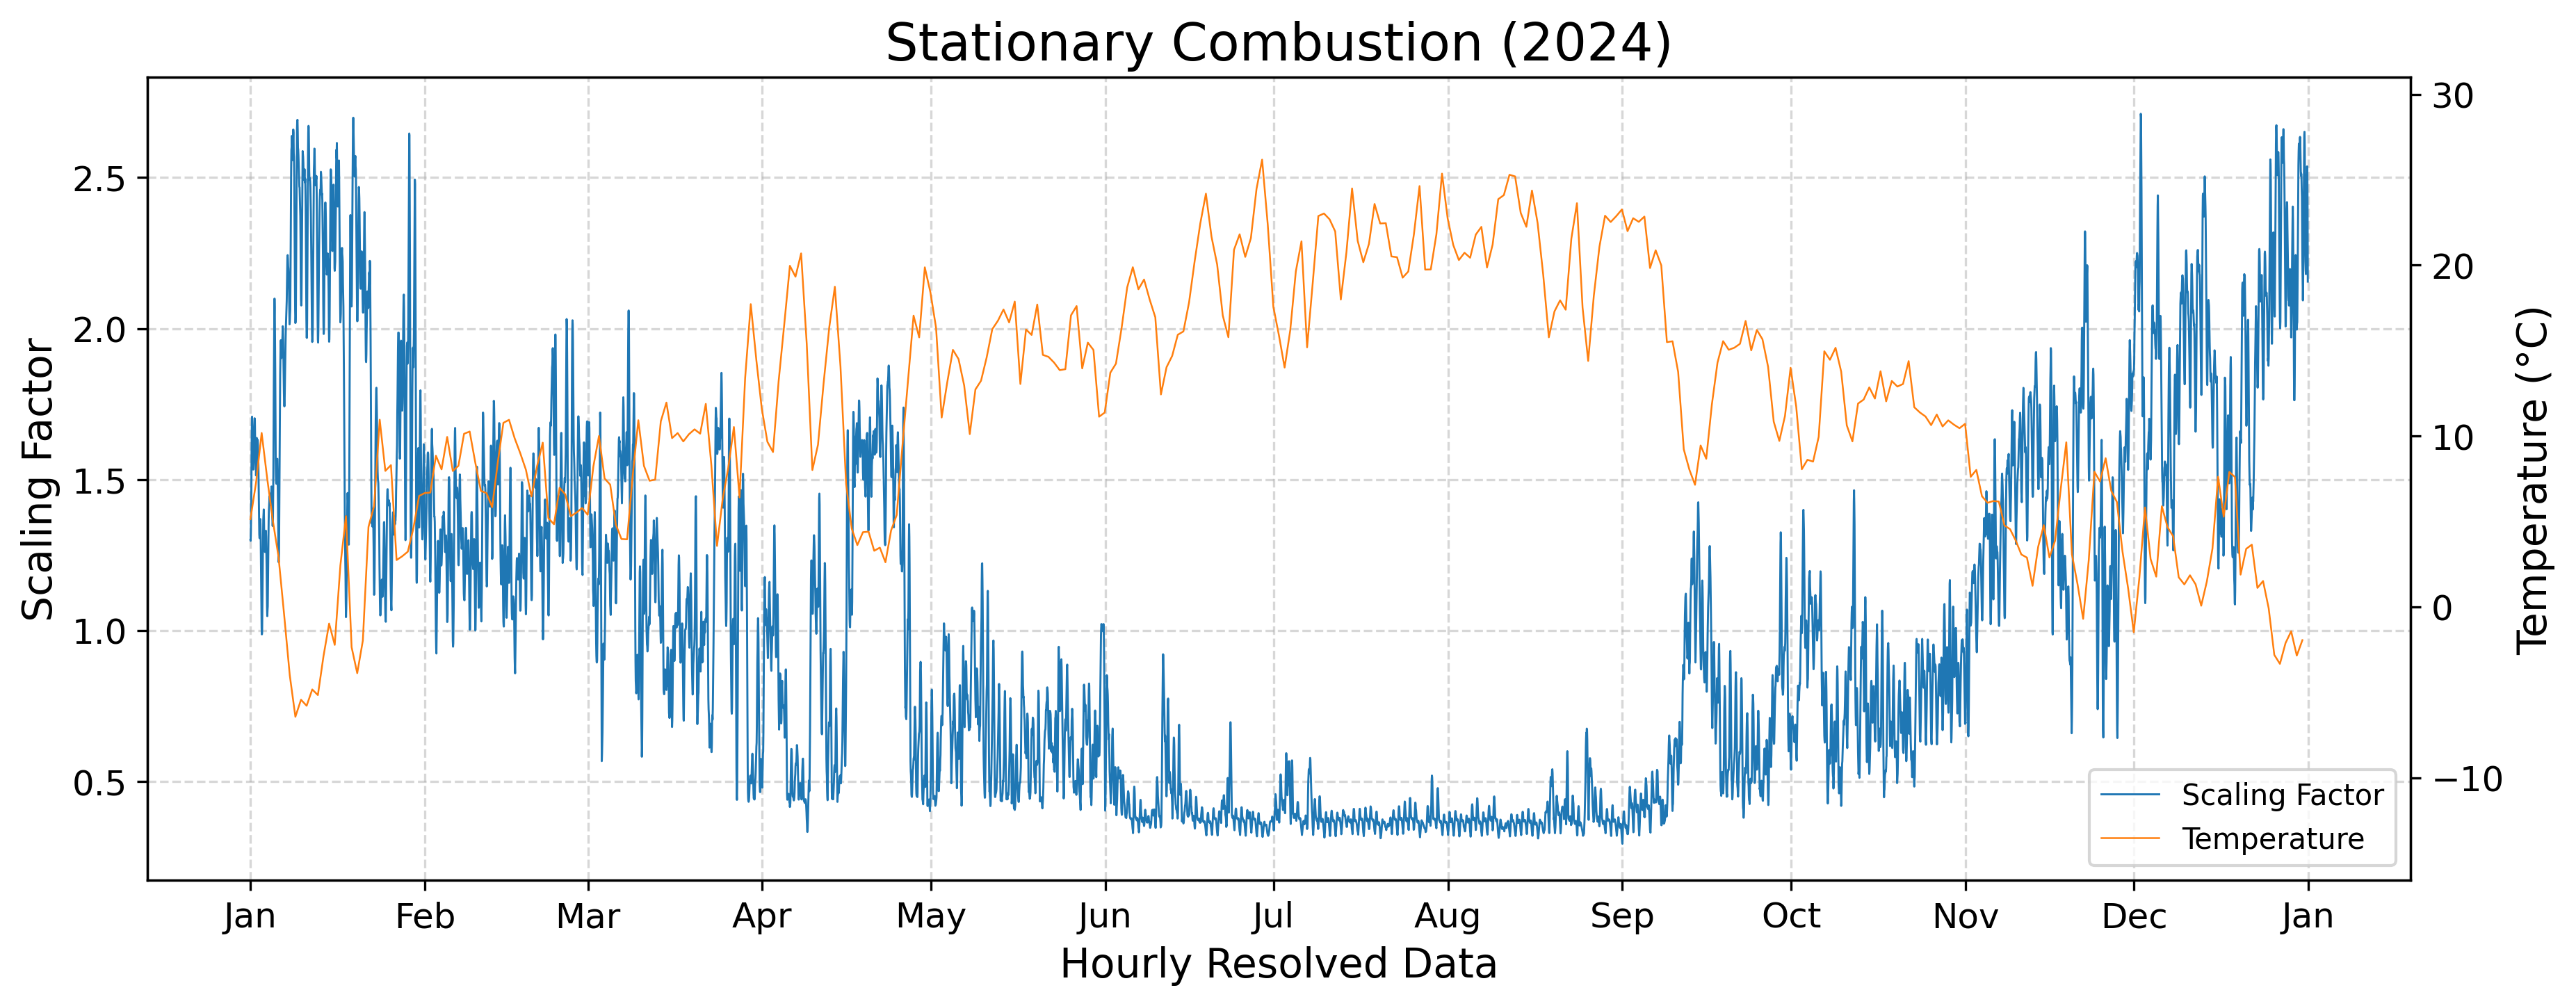 Stationary Combustion (2024)
Scaling Factor
2.5
2.0
1.5
1.0
0.5
30
20
10
0
−10
Temperature (°C)
Scaling Factor
Temperature
Jan Feb Mar Apr May Jun Jul Aug Sep Oct Nov Dec Jan
Hourly Resolved Data